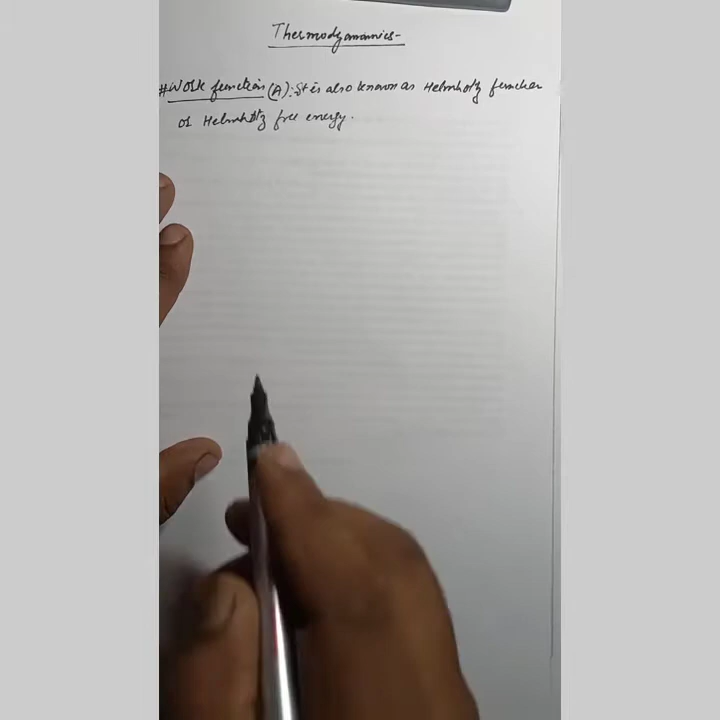 Thermodynamics-
# Work function (A): It is also known as Helmholtz function
or Helmholtz free energy.